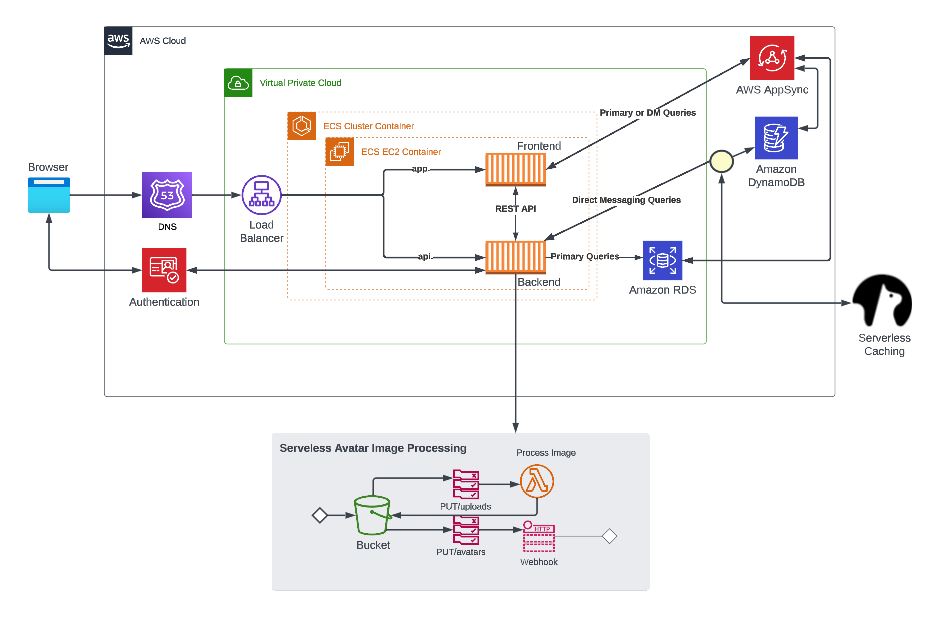 aws
AWS Cloud
Virtual Private Cloud
AWS AppSync
Primary or DM Queries
ECS Cluster Container
ECS EC2 Container
Frontend
Browser
app.
Amazon
DynamoDB
53
DNS
Load
Balancer
REST API
Direct Messaging Queries
api.
Primary Queries
Backend
Authentication
Amazon RDS
Serverless
Caching
Serveless Avatar Image Processing
Process Image
PUT/uploads
Bucket
HTTP
PUT/avatars
Webhook